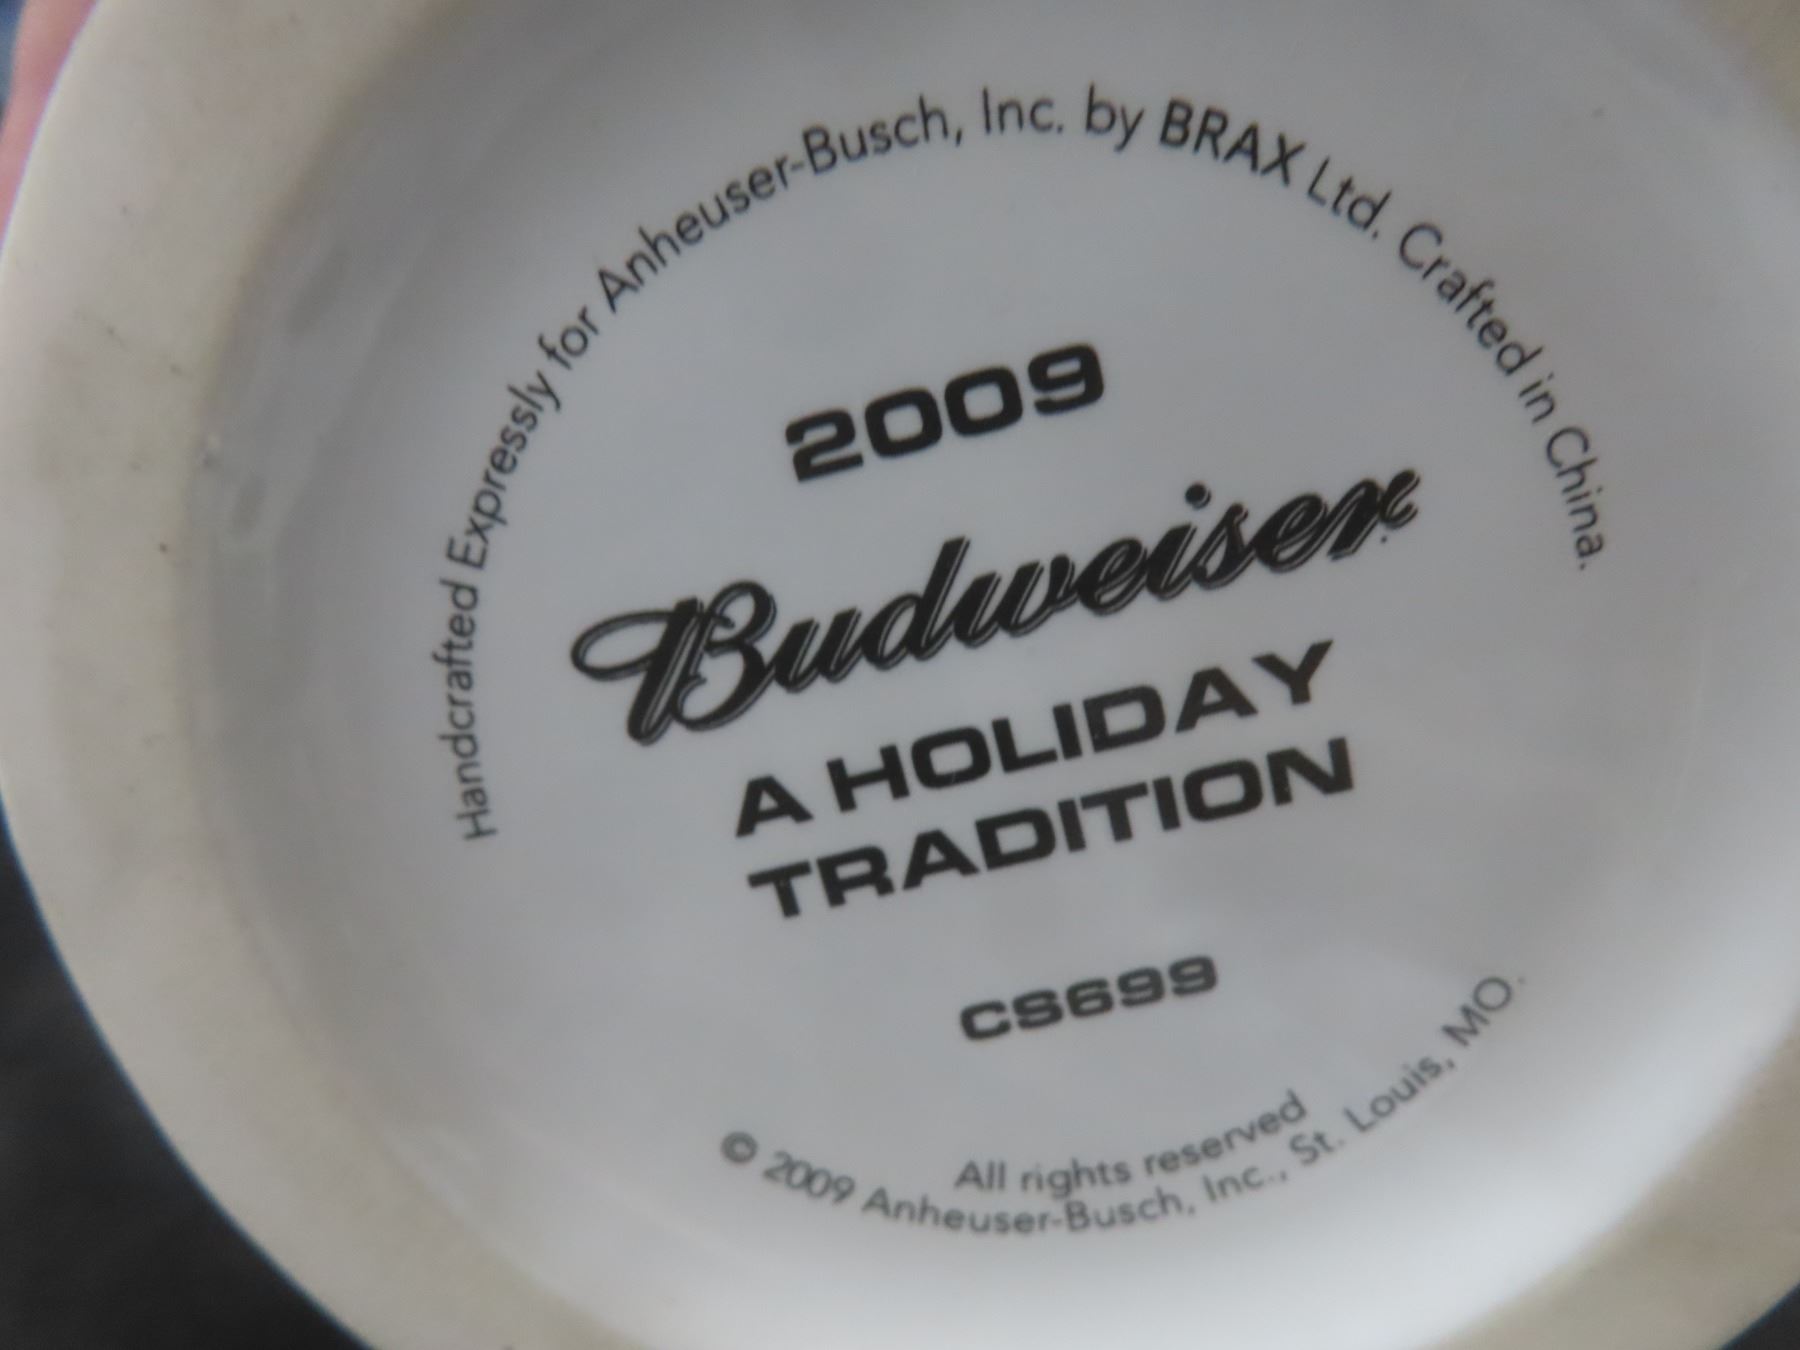 Handcrafted Expressly for Anheuser-Busch, Inc. by BRAX Ltd. Crafted in China.
2009
Budweiser
A HOLIDAY
TRADITION
CS699
All rights reserved
© 2009 Anheuser-Busch, Inc., St. Louis, MO.